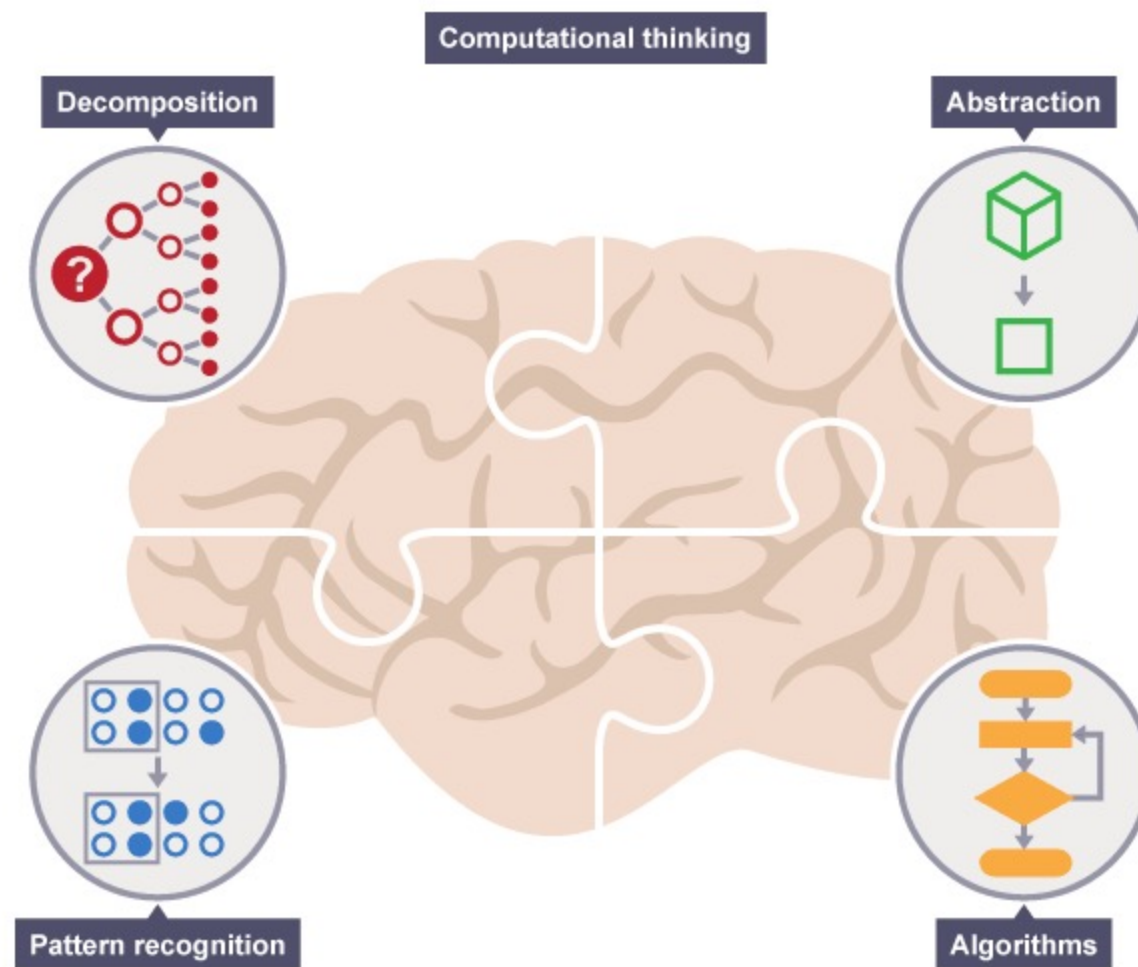 Computational thinking
Decomposition
Abstraction
?
Pattern recognition
Algorithms